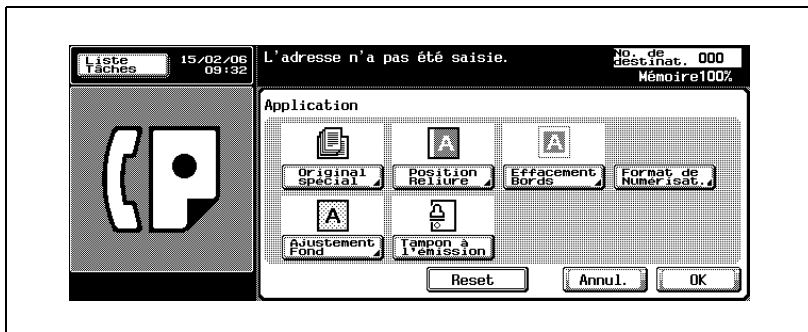 Liste
Tâches
15/02/06
09:32
L'adresse n'a pas été saisie.
No. de
destinat. 000
Mémoire100%
Application
Original
spécial
Position
Reliure
Effacement
Bords
Format de
Numérisat.
A
A
A
Ajustement
Fond
Tampon à
l'émission
Reset
Annul.
OK